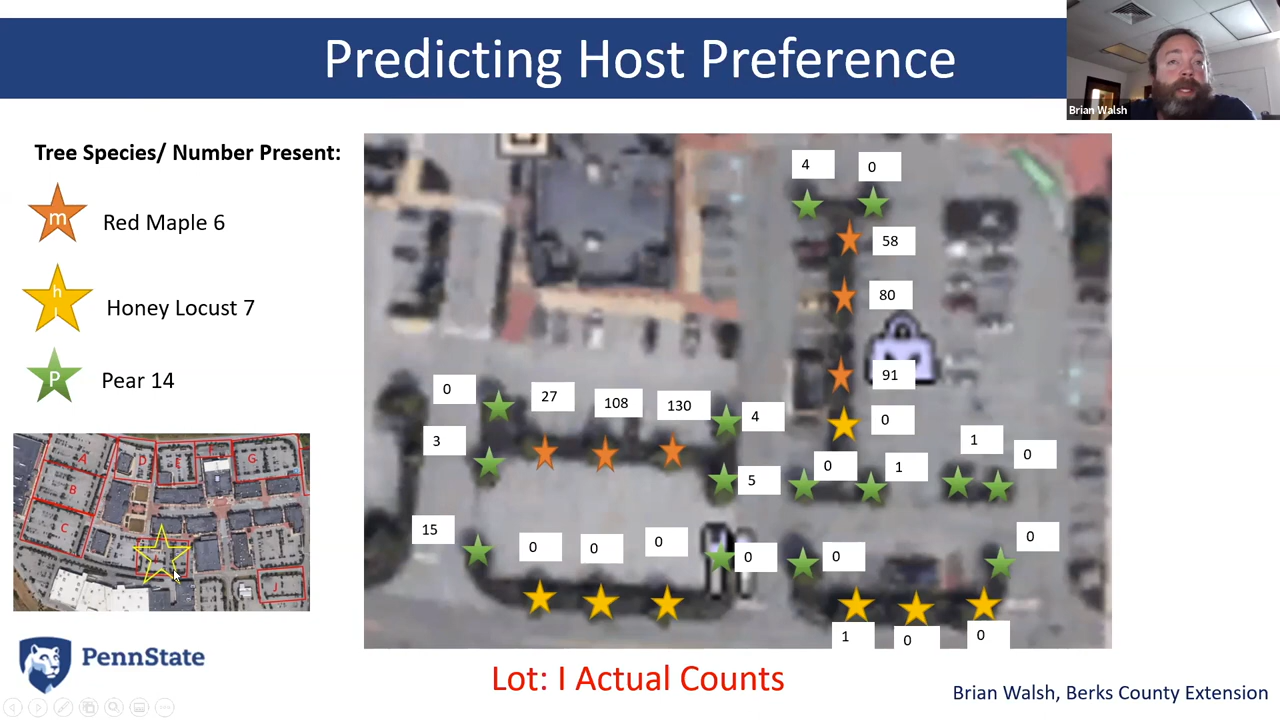 Predicting Host Preference
Brian Walsh
Tree Species/ Number Present:
m
Red Maple 6
h
l
Honey Locust 7
P
Pear 14
A
B
C
D
E
G
J
4
0
58
80
91
0
0
27
108
130
4
3
5
0
1
1
0
15
0
0
0
0
0
0
1
0
0
PennState
Lot: I Actual Counts
Brian Walsh, Berks County Extension